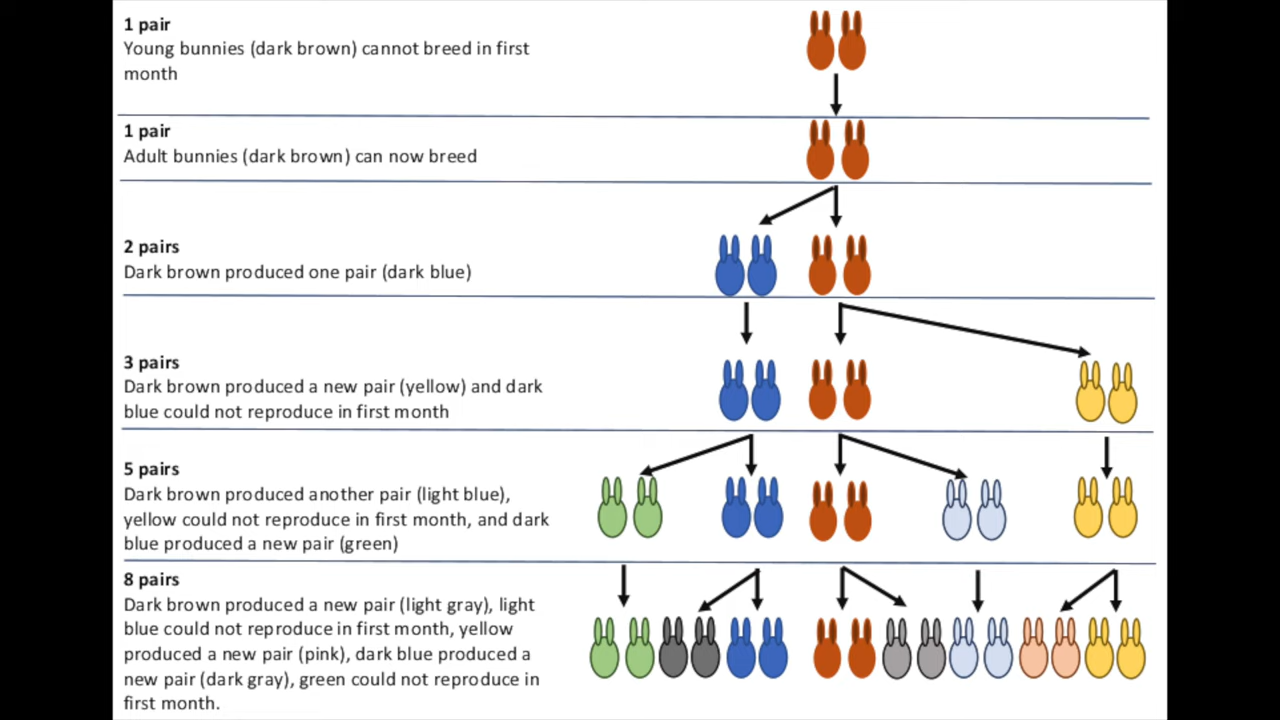 1 pair
Young bunnies (dark brown) cannot breed in first
month
1 pair
Adult bunnies (dark brown) can now breed
2 pairs
Dark brown produced one pair (dark blue)
3 pairs
Dark brown produced a new pair (yellow) and dark
blue could not reproduce in first month
5 pairs
Dark brown produced another pair (light blue),
yellow could not reproduce in first month, and dark
blue produced a new pair (green)
8 pairs
Dark brown produced a new pair (light gray), light
blue could not reproduce in first month, yellow
produced a new pair (pink), dark blue produced a
new pair (dark gray), green could not reproduce in
first month.